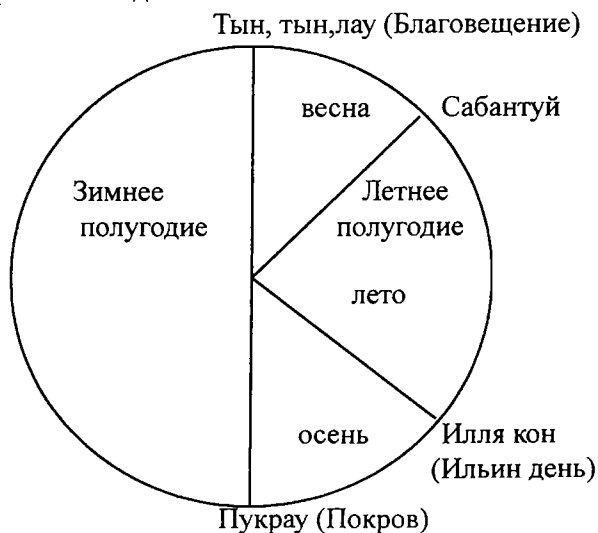 Тын, тын,лау (Благовещение)
весна
Сабантуй
Зимнее
полугодие
Летнее
полугодие
лето
осень
Илля кон
(Ильин день)
Пукрау (Покров)